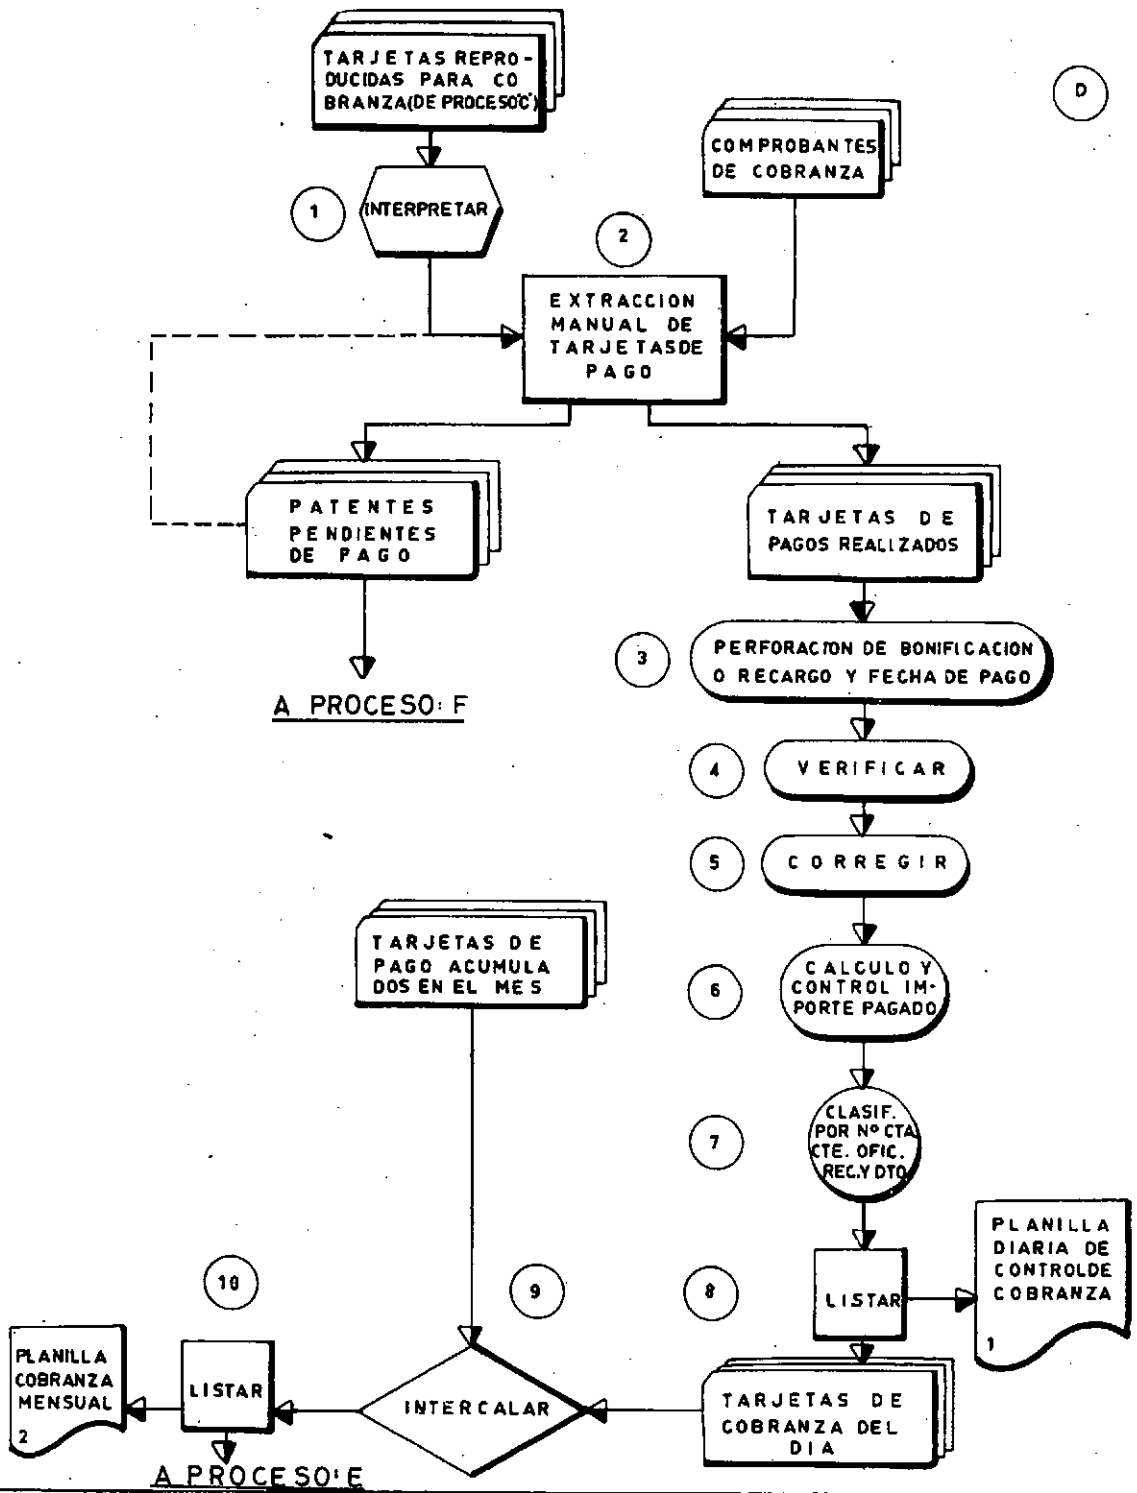 TARJETAS REPRO-
DUCIDAS PARA CO
BRANZA(DE PROCESO"C")
D
COMPROBANTES
DE COBRANZA
1
INTERPRETAR
2
EXTRACCION
MANUAL DE
TARJETAS DE
PAGO
PATENTES
PENDIENTES
DE PAGO
TARJETAS DE
PAGOS REALIZADOS
A PROCESO: F
3
PERFORACION DE BONIFICACION
O RECARGO Y FECHA DE PAGO
4
VERIFICAR
5
CORREGIR
TARJETAS DE
PAGO ACUMULA
DOS EN EL MES
6
CALCULO Y
CONTROL IM-
PORTE PAGADO
7
CLASIF.
POR Nº CTA
CTE. OFIC.
REC.Y DTO
8
LISTAR
PLANILLA
DIARIA DE
CONTROL DE
COBRANZA
1
TARJETAS DE
COBRANZA DEL
DIA
9
INTERCALAR
10
LISTAR
PLANILLA
COBRANZA
MENSUAL
2
A PROCESO: E